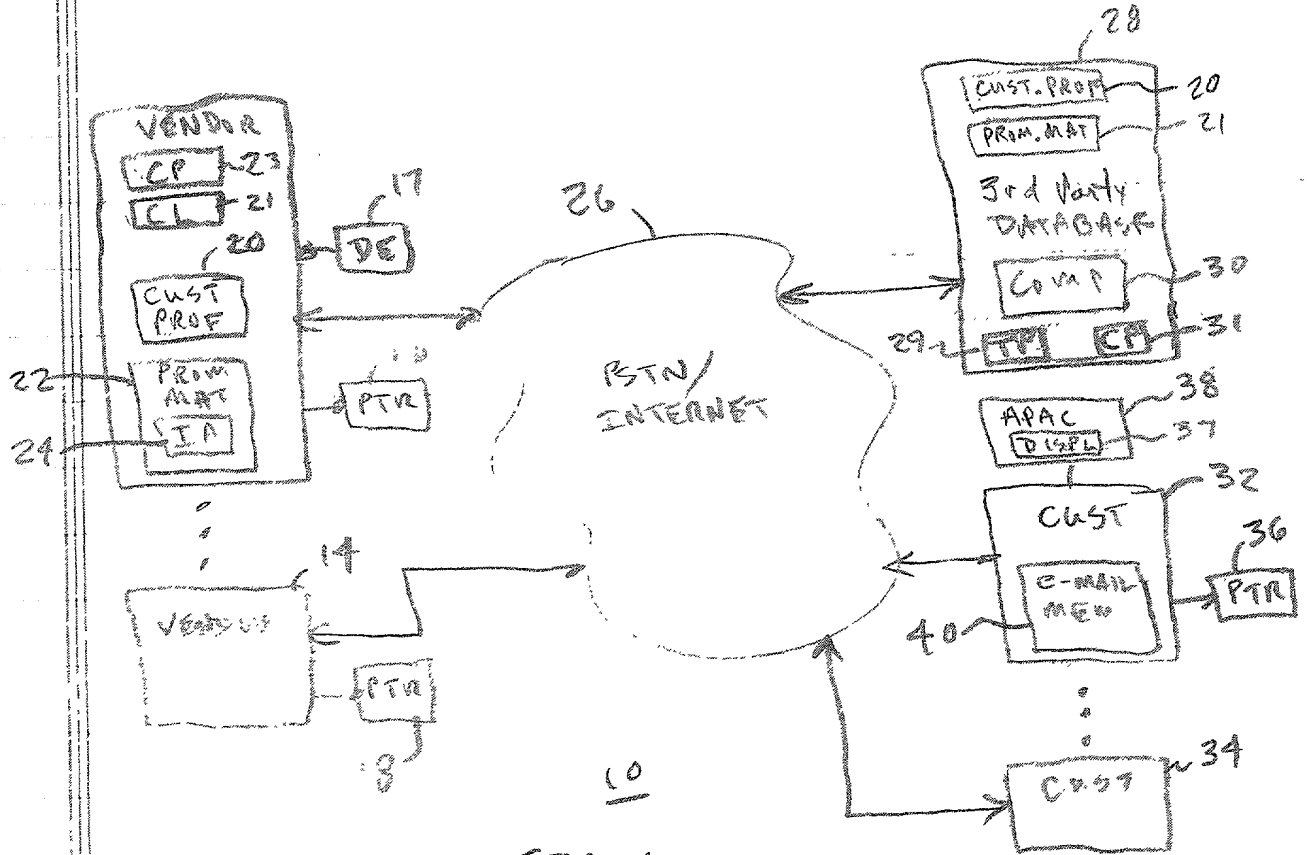 28
CUST. PROF
20
PROM. MAT
21
3rd Party
DATABASE
COMP
30
29
TP
CP
31
VENDOR
CP
23
CL
21
20
CUST
PROF
22
PROM
MAT
24
17
DE
PTR
26
PSTN/
INTERNET
APAC
38
DISPL
37
32
CUST
E-MAIL
MEM
40
36
PTR
14
VENDOR
PTR
10
CUST
34